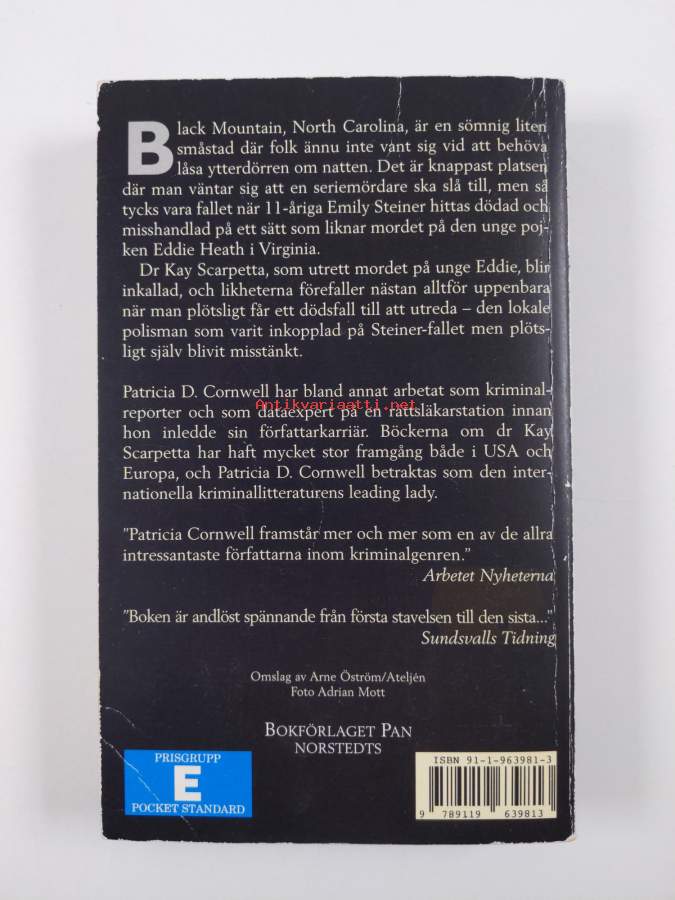 Black Mountain, North Carolina, är en sömnig liten
småstad där folk ännu inte vant sig vid att behöva
låsa ytterdörren om natten. Det är knappast platsen
där man väntar sig att en seriemördare ska slå till, men så
tycks vara fallet när 11-åriga Emily Steiner hittas dödad och
misshandlad på ett sätt som liknar mordet på den unge poj-
ken Eddie Heath i Virginia.
Dr Kay Scarpetta, som utrett mordet på unge Eddie, blir
inkallad, och likheterna förefaller nästan alltför uppenbara
när man plötsligt får ett dödsfall till att utreda – den lokale
polisman som varit inkopplad på Steiner-fallet men plöts-
ligt själv blivit misstänkt.
Patricia D. Cornwell har bland annat arbetat som kriminal-
reporter och som dataexpert på en rättsläkarstation innan
Antikvariaatti.net
hon inledde sin författarkarriär. Böckerna om dr Kay
Scarpetta har haft mycket stor framgång både i USA och
Europa, och Patricia D. Cornwell betraktas som den inter-
nationella kriminallitteraturens leading lady.
"Patricia Cornwell framstår mer och mer som en av de allra
intressantaste författarna inom kriminalgenren."
Arbetet Nyheterna
"Boken är andlöst spännande från första stavelsen till den sista..."
Sundsvalls Tidning
Omslag av Arne Öström/Ateljén
Foto Adrian Mott
BOKFÖRLAGET PAN
NORSTEDTS
PRISGRUPP
E
POCKET STANDARD
ISBN 91-1-963981-3
9 789119 639813